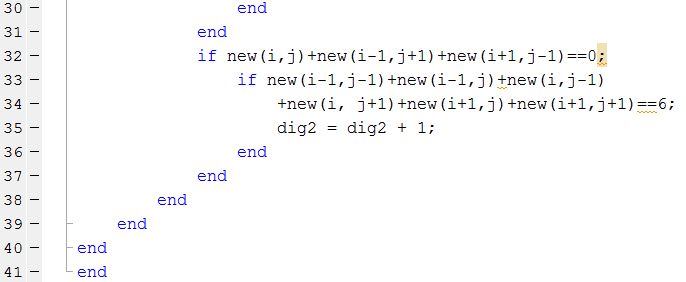 30 — end
31 — end
32 — if new(i,j)+new(i-1,j+1)+new(i+1,j-1)==0;
33 — if new(i-1,j-1)+new(i-1,j)+new(i,j-1)
34 — +new(i, j+1)+new(i+1,j)+new(i+1,j+1)==6;
35 — dig2 = dig2 + 1;
36 — end
37 — end
38 — end
39 — end
40 — end
41 — end